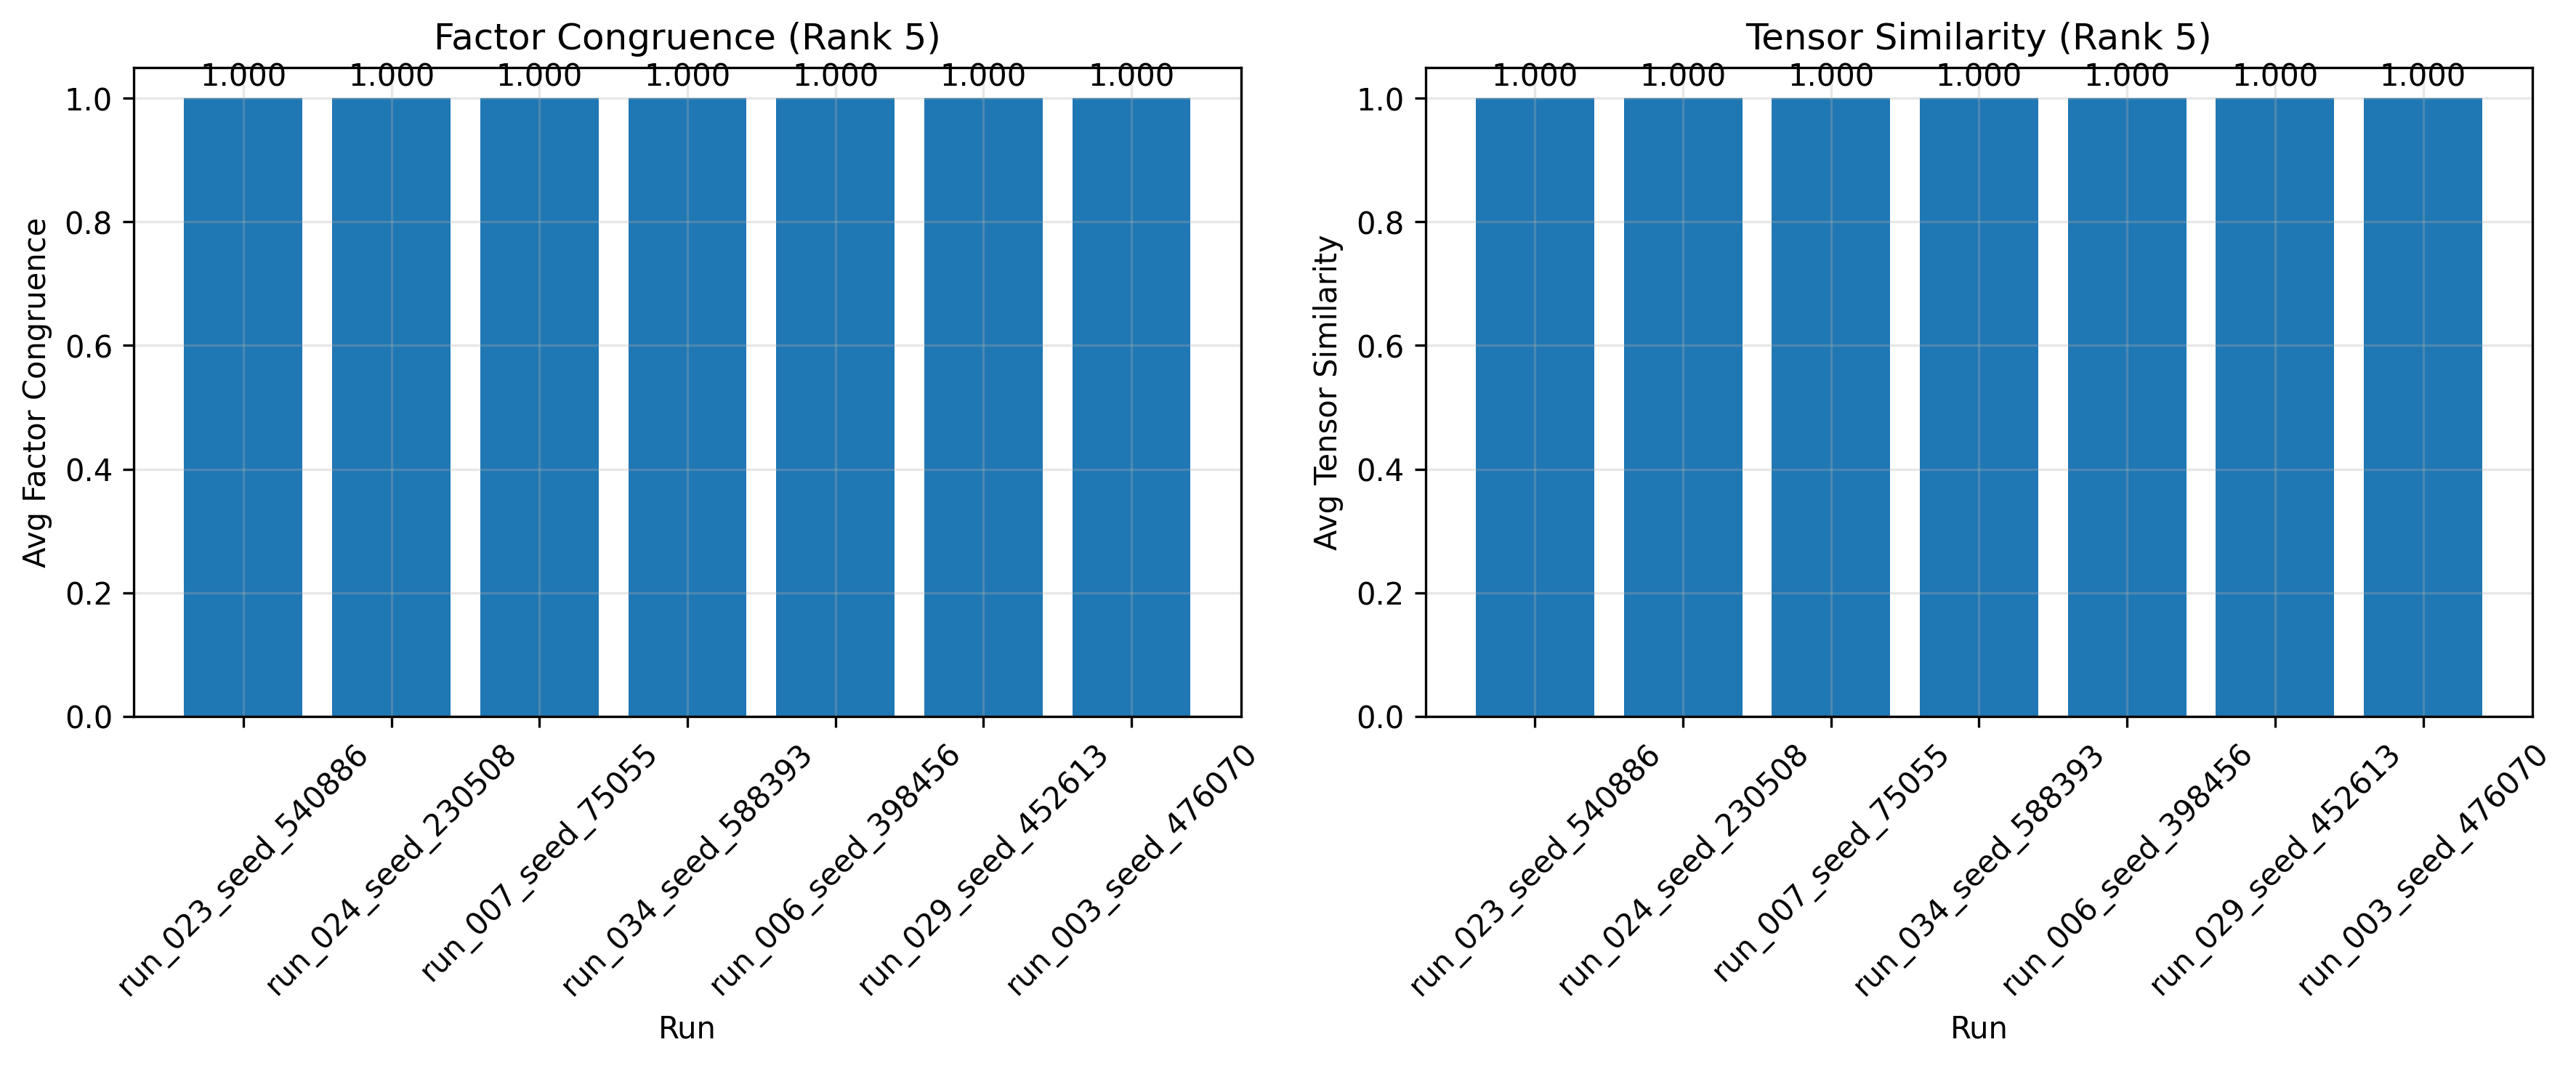 Factor Congruence (Rank 5)
1.000 1.000 1.000 1.000 1.000 1.000 1.000
1.0
0.8
0.6
0.4
0.2
0.0
Avg Factor Congruence
run_023_seed_540886
run_024_seed_230508
run_007_seed_75055
run_034_seed_588393
run_006_seed_398456
run_029_seed_452613
run_003_seed_476070
Run
Tensor Similarity (Rank 5)
1.000 1.000 1.000 1.000 1.000 1.000 1.000
1.0
0.8
0.6
0.4
0.2
0.0
Avg Tensor Similarity
run_023_seed_540886
run_024_seed_230508
run_007_seed_75055
run_034_seed_588393
run_006_seed_398456
run_029_seed_452613
run_003_seed_476070
Run